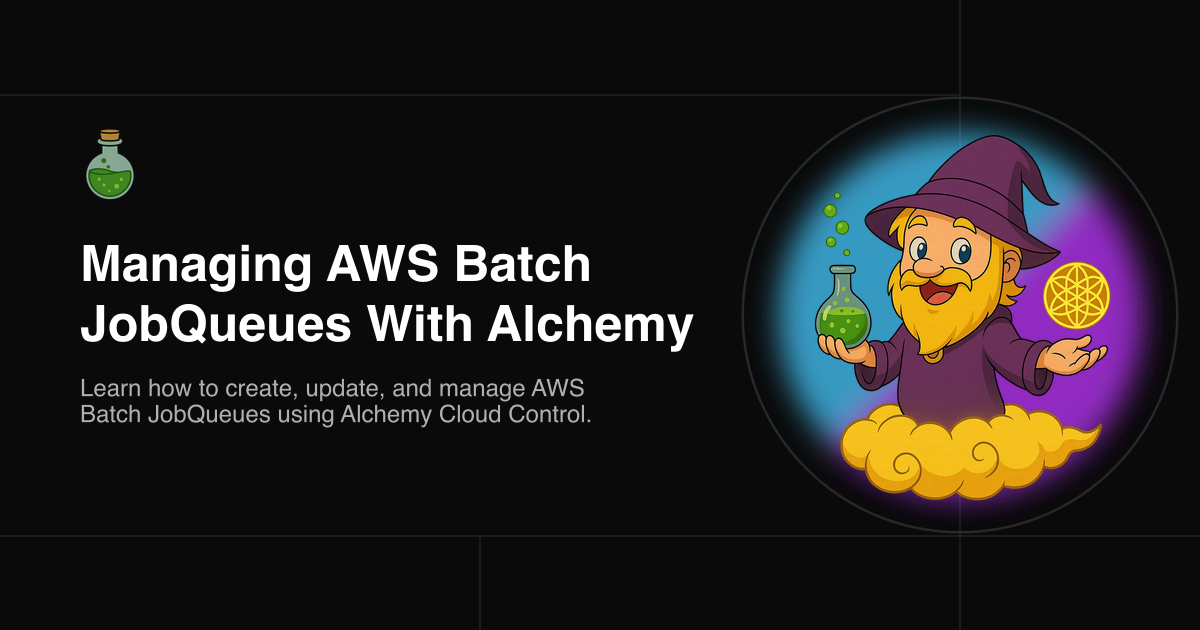 Managing AWS Batch
JobQueues With Alchemy
Learn how to create, update, and manage AWS
Batch JobQueues using Alchemy Cloud Control.